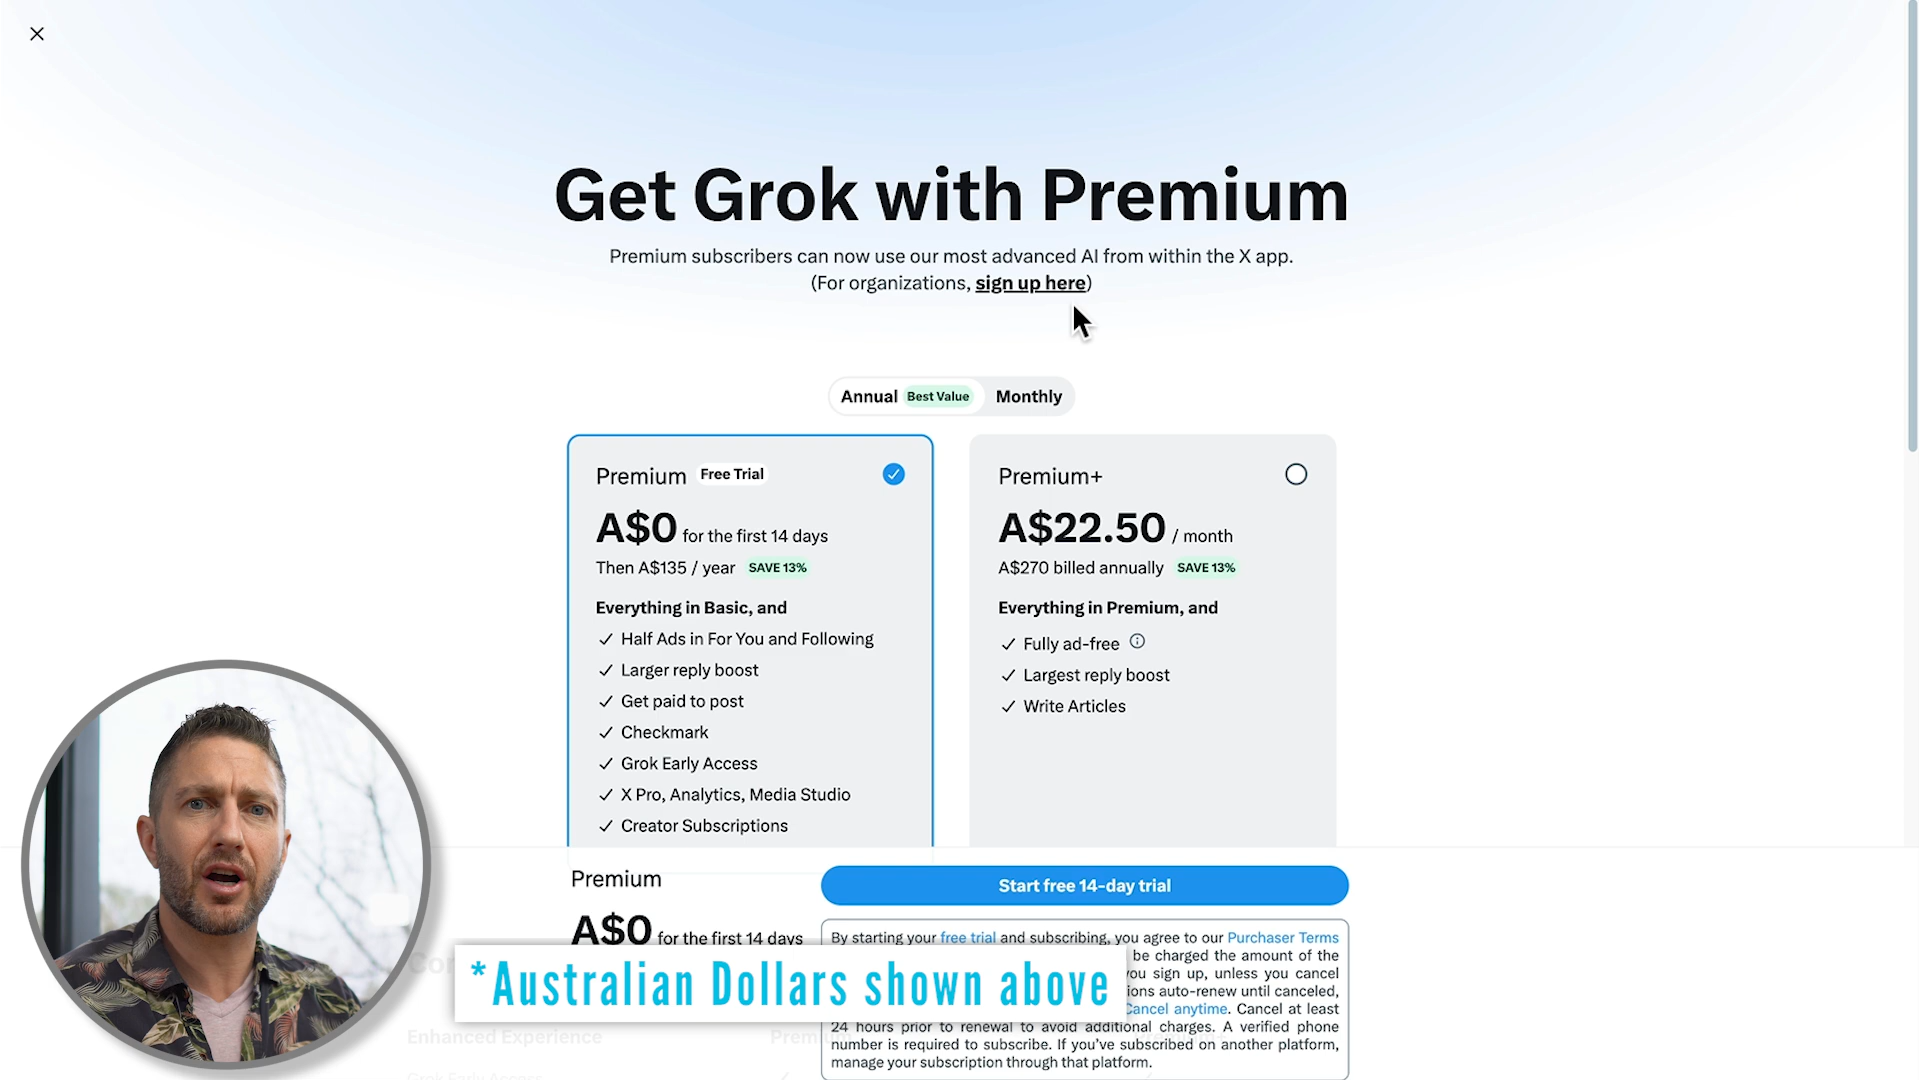 Get Grok with Premium
Premium subscribers can now use our most advanced AI from within the X app.
(For organizations, sign up here)
Annual Best Value Monthly
Premium Free Trial
A$0 for the first 14 days
Then A$135 / year SAVE 13%
Everything in Basic, and
Half Ads in For You and Following
Larger reply boost
Get paid to post
Checkmark
Grok Early Access
X Pro, Analytics, Media Studio
Creator Subscriptions
Premium+
A$22.50 / month
A$270 billed annually SAVE 13%
Everything in Premium, and
Fully ad-free
Largest reply boost
Write Articles
Premium
A$0 for the first 14 days
Start free 14-day trial
By starting your free trial and subscribing, you agree to our Purchaser Terms
be charged the amount of the
you sign up, unless you cancel
auto-renew until canceled,
Cancel anytime. Cancel at least
24 hours prior to renewal to avoid additional charges. A verified phone
number is required to subscribe. If you've subscribed on another platform,
manage your subscription through that platform.
*Australian Dollars shown above
Enhanced Experience
Grok Early Access